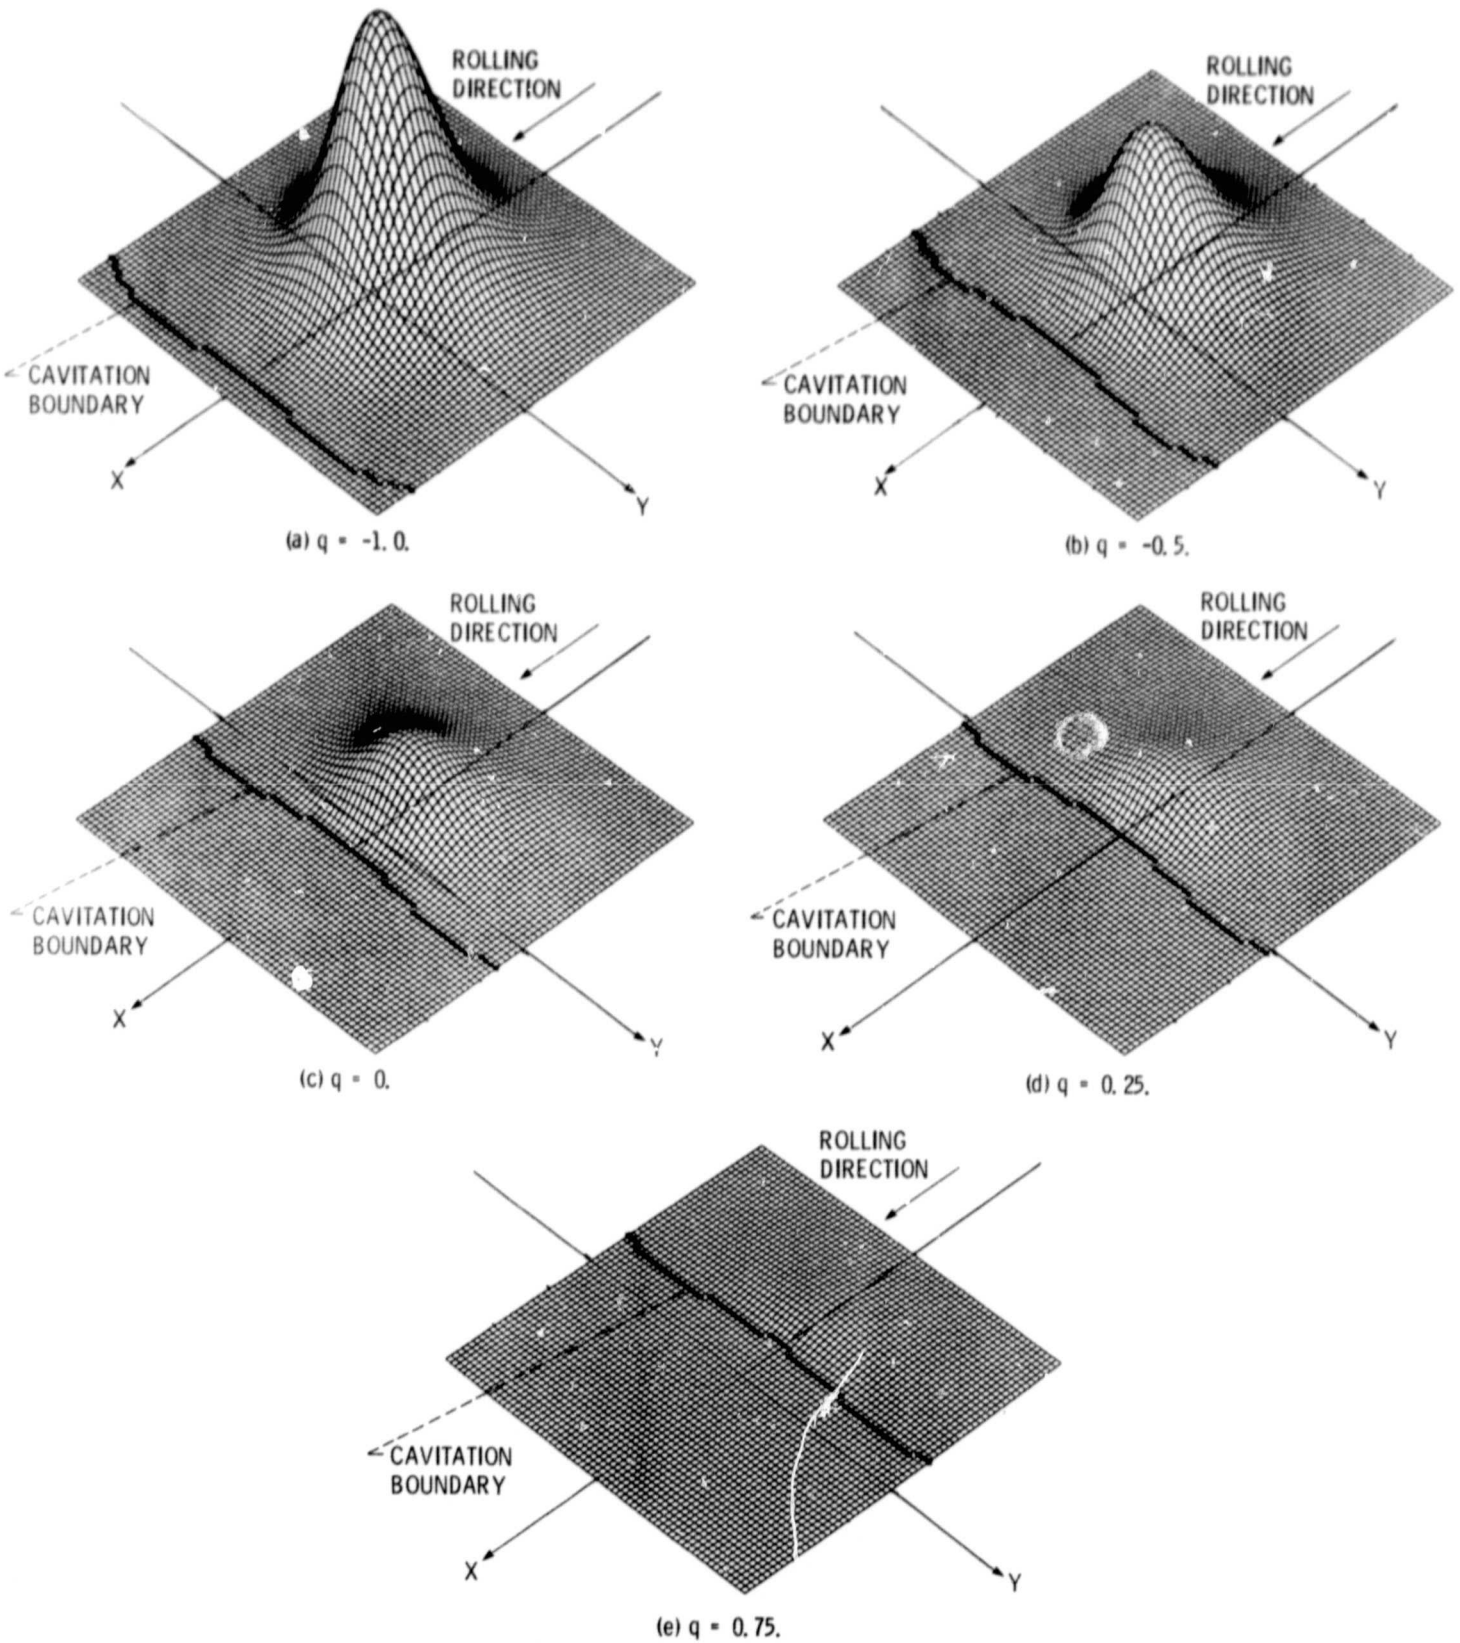 ROLLING
DIRECTION
CAVITATION
BOUNDARY
X
Y
(a) q = -1.0.
ROLLING
DIRECTION
CAVITATION
BOUNDARY
X
Y
(b) q = -0.5.
ROLLING
DIRECTION
CAVITATION
BOUNDARY
X
Y
(c) q = 0.
ROLLING
DIRECTION
CAVITATION
BOUNDARY
X
Y
(d) q = 0.25.
ROLLING
DIRECTION
CAVITATION
BOUNDARY
X
Y
(e) q = 0.75.